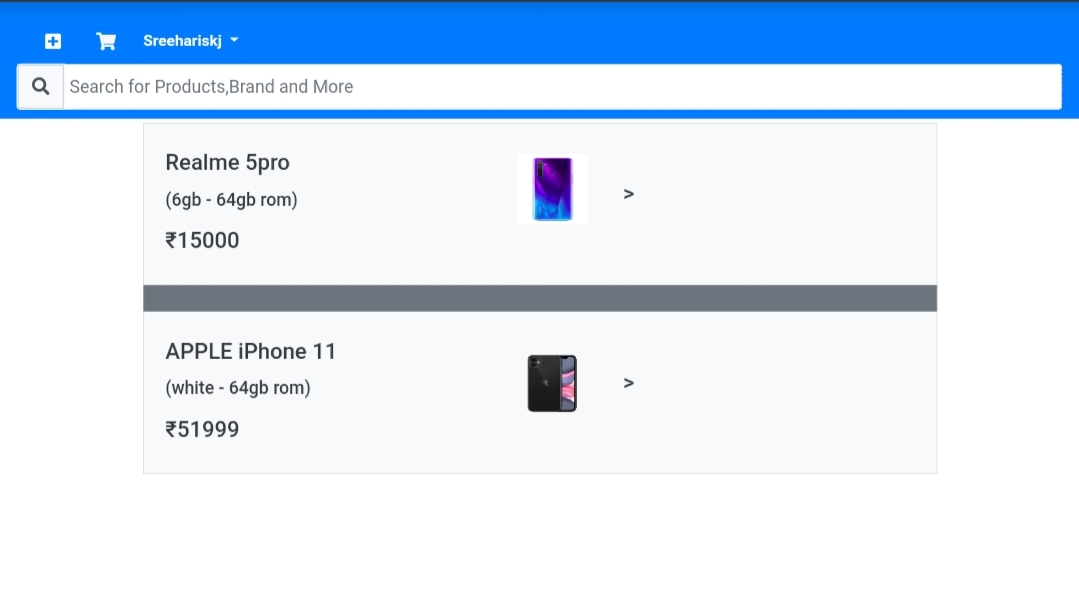 Sreehariskj
Search for Products,Brand and More
Realme 5pro
(6gb - 64gb rom)
₹15000
>
APPLE iPhone 11
(white - 64gb rom)
₹51999
>